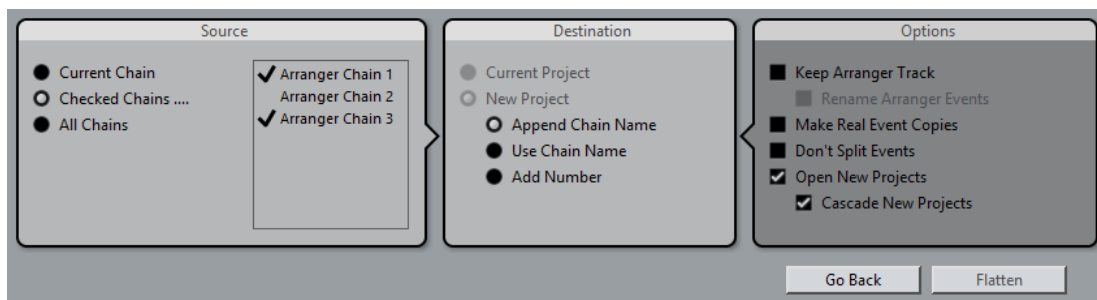 Source
Current Chain
Checked Chains ....
All Chains
Arranger Chain 1
Arranger Chain 2
Arranger Chain 3
Destination
Current Project
New Project
Append Chain Name
Use Chain Name
Add Number
Options
Keep Arranger Track
Rename Arranger Events
Make Real Event Copies
Don't Split Events
Open New Projects
Cascade New Projects
Go Back
Flatten